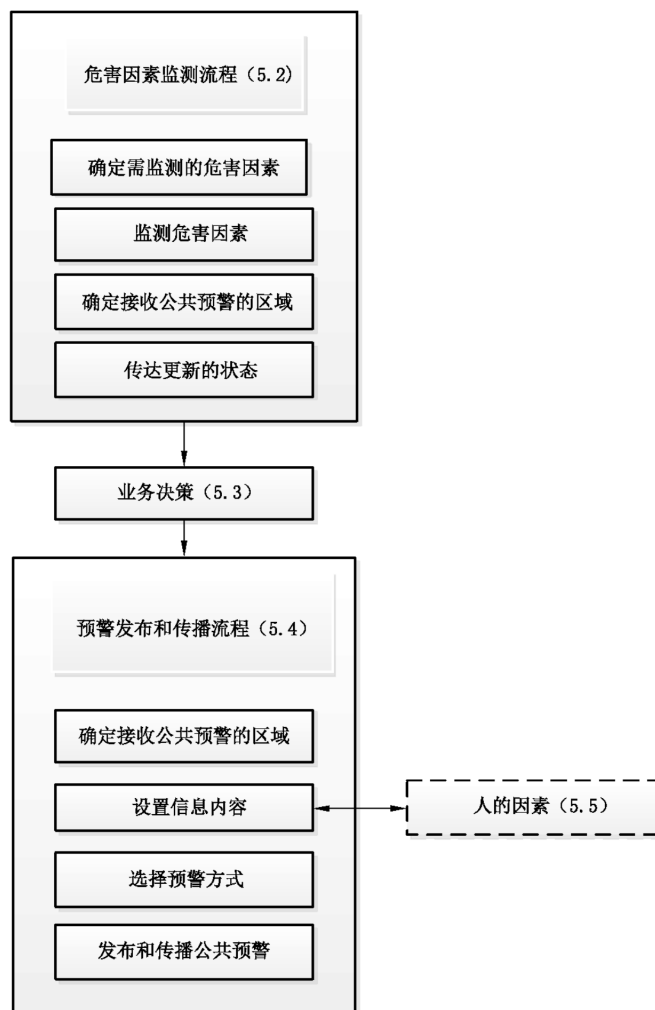 危害因素监测流程（5.2)
确定需监测的危害因素
监测危害因素
确定接收公共预警的区域
传达更新的状态
业务决策（5.3）
预警发布和传播流程（5.4）
确定接收公共预警的区域
设置信息内容
人的因素（5.5）
选择预警方式
发布和传播公共预警